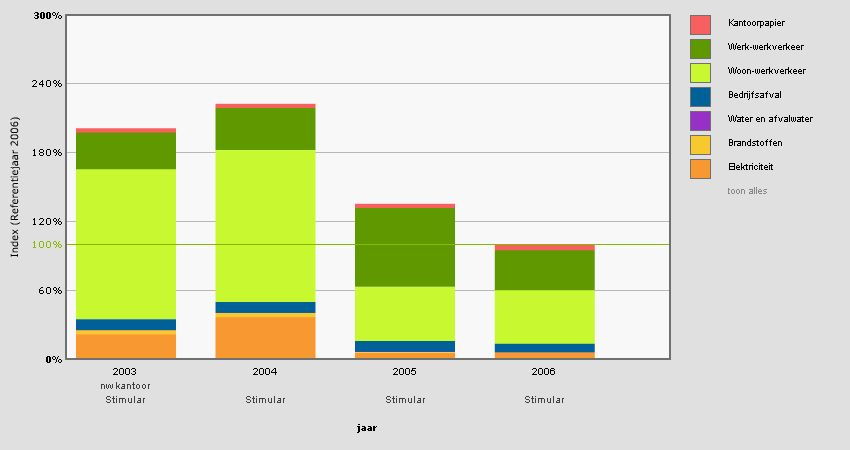 300%
240%
180%
120%
100%
60%
0%
Index (Referentiejaar 2006)
2003
nw kantoor
Stimular
2004
Stimular
2005
Stimular
2006
Stimular
jaar
Kantoorpapier
Werk-werkverkeer
Woon-werkverkeer
Bedrijfsafval
Water en afvalwater
Brandstoffen
Elektriciteit
toon alles